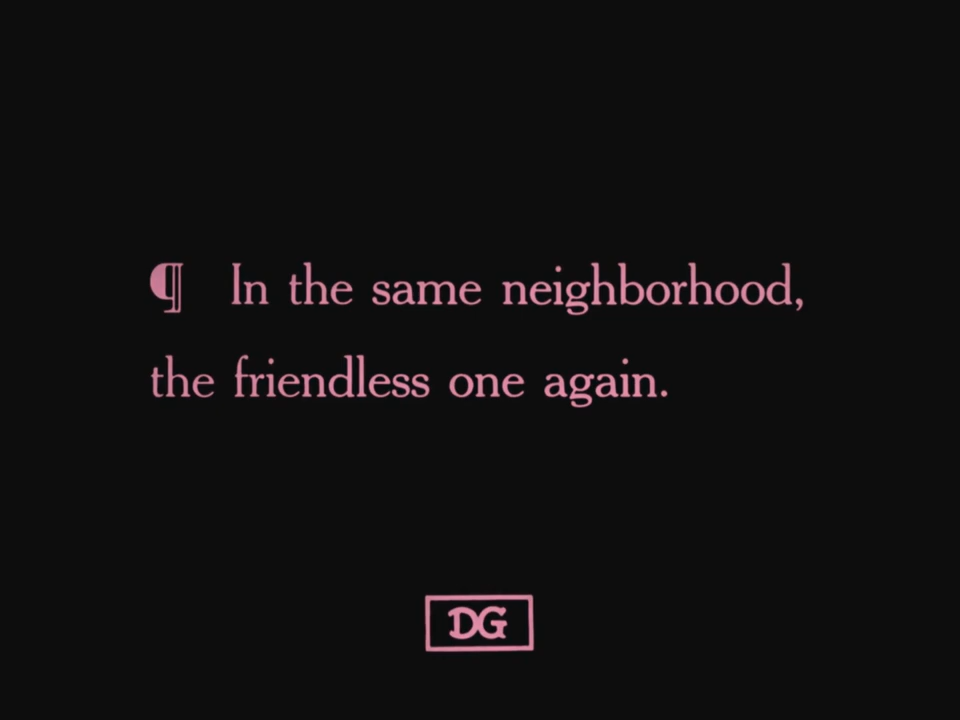 ¶ In the same neighborhood,
the friendless one again.
DG